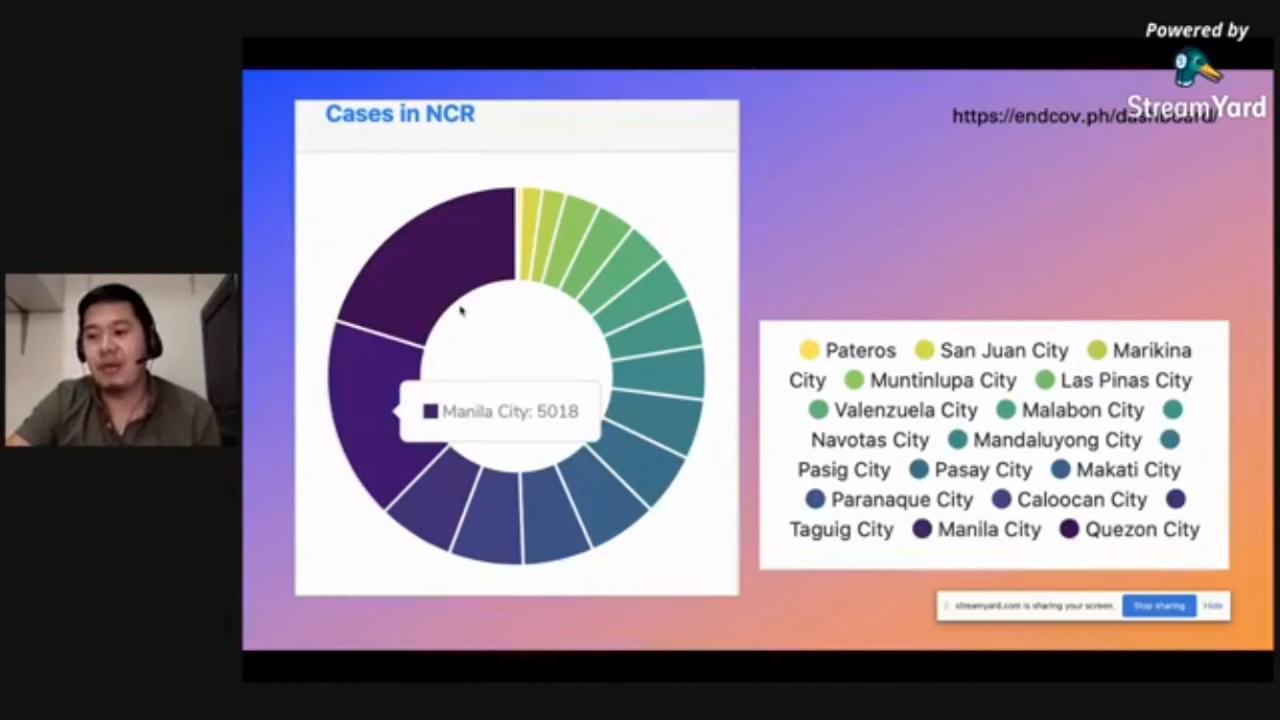 Powered by
StreamYard
Cases in NCR
https://endcov.ph/dashboard/
Manila City: 5018
Pateros San Juan City Marikina
City Muntinlupa City Las Pinas City
Valenzuela City Malabon City
Navotas City Mandaluyong City
Pasig City Pasay City Makati City
Paranaque City Caloocan City
Taguig City Manila City Quezon City
streamyard.com is sharing your screen. Stop sharing Hide